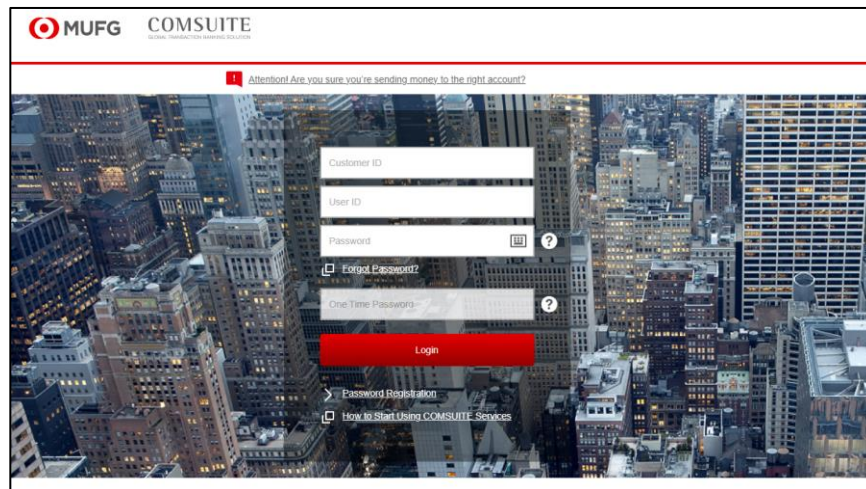 MUFG COMSUITE
GLOBAL TRANSACTION BANKING SOLUTION
! Attention! Are you sure you're sending money to the right account?
Customer ID
User ID
Password ?
Forgot Password?
One Time Password ?
Login
Password Registration
How to Start Using COMSUITE Services